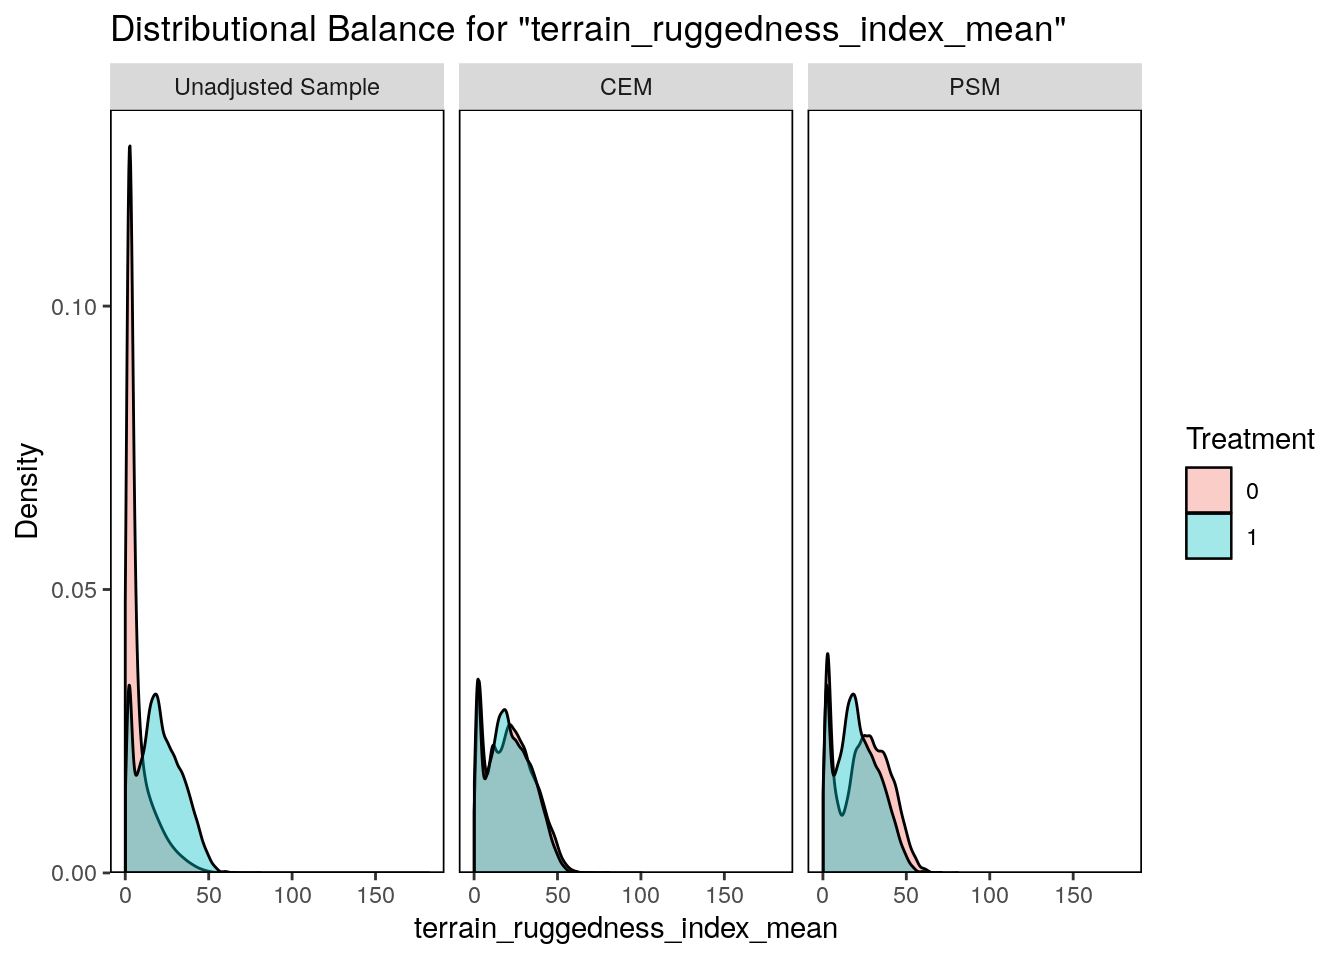 Distributional Balance for "terrain_ruggedness_index_mean"
Unadjusted Sample
CEM
PSM
Density
0.10
0.05
0.00
0 50 100 150
0 50 100 150
0 50 100 150
terrain_ruggedness_index_mean
Treatment
0
1